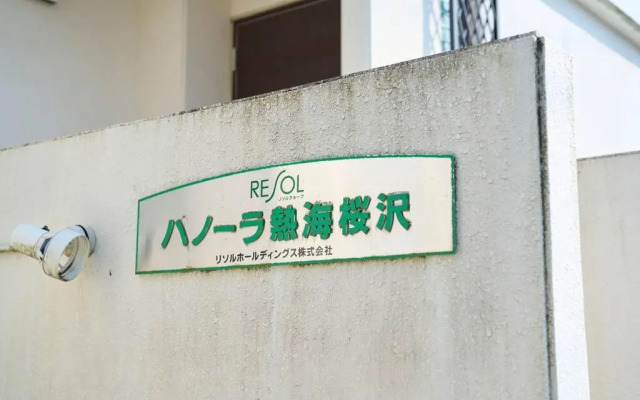 RESOL
リゾルグループ
ハノーラ熱海桜沢
リソルホールディングス株式会社